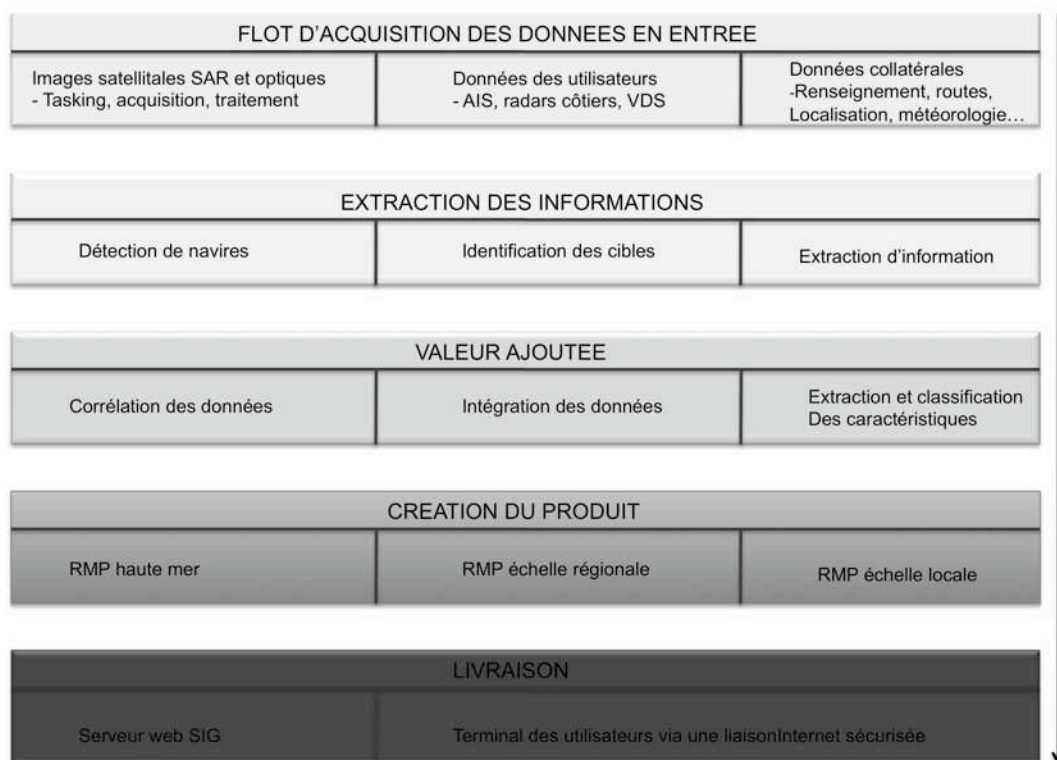 FLOT D'ACQUISITION DES DONNEES EN ENTREE
Images satellitales SAR et optiques
- Tasking, acquisition, traitement
Données des utilisateurs
- AIS, radars côtiers, VDS
Données collatérales
-Renseignement, routes,
Localisation, météorologie…
EXTRACTION DES INFORMATIONS
Détection de navires
Identification des cibles
Extraction d'information
VALEUR AJOUTEE
Corrélation des données
Intégration des données
Extraction et classification
Des caractéristiques
CREATION DU PRODUIT
RMP haute mer
RMP échelle régionale
RMP échelle locale
LIVRAISON
Serveur web SIG
Terminal des utilisateurs via une liaisonInternet sécurisée